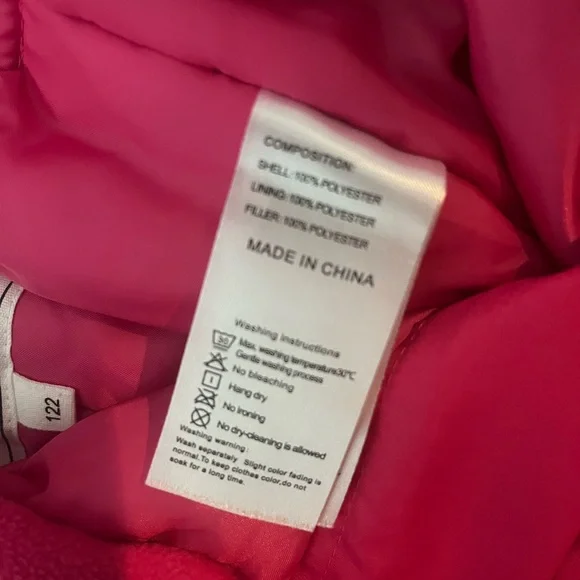 COMPOSITION:
SHELL: 100% POLYESTER
LINING: 100% POLYESTER
FILLER: 100% POLYESTER
MADE IN CHINA
Washing instructions
30
Max, washing temperature30℃,
Gentle washing process
No bleaching
Hang dry
No ironing
No dry-cleaning is allowed
Washing warning:
Wash separately Slight color fading is
normal.To keep clothes color,do not
soak for a long time.
122